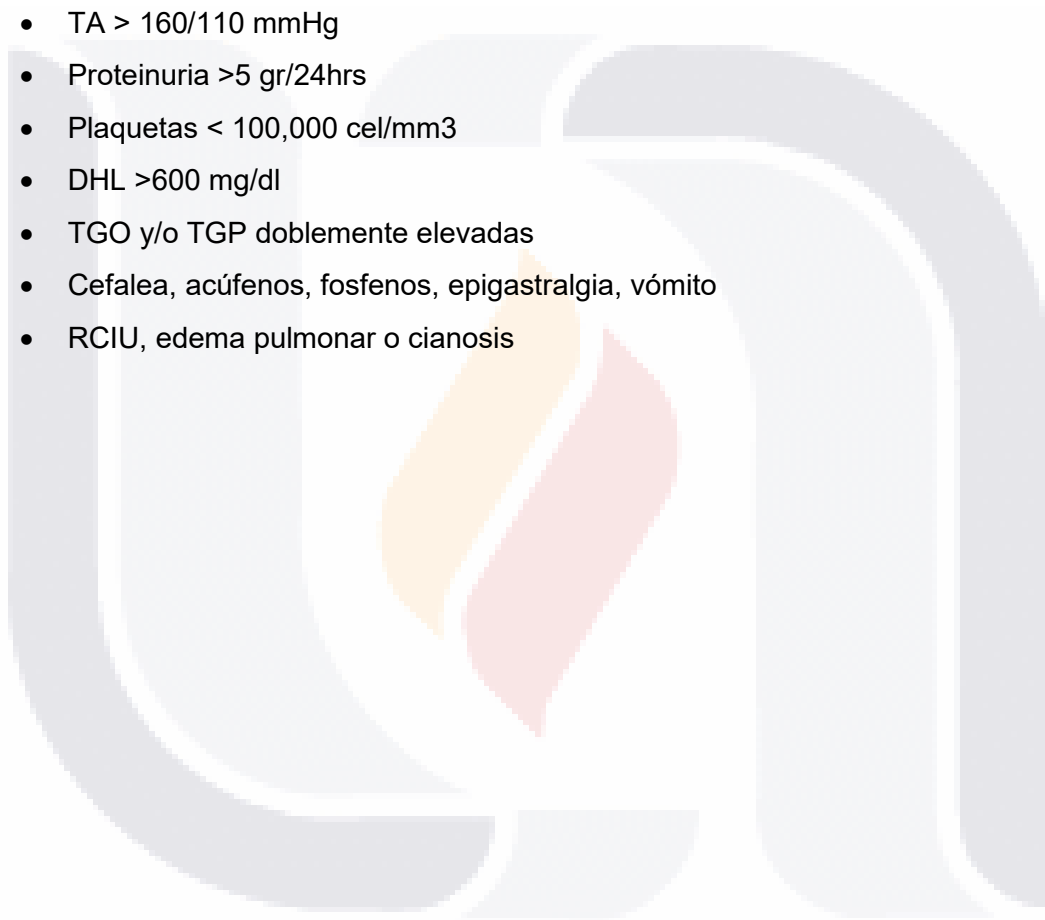 • TA > 160/110 mmHg
• Proteinuria >5 gr/24hrs
• Plaquetas < 100,000 cel/mm3
• DHL >600 mg/dl
• TGO y/o TGP doblemente elevadas
• Cefalea, acúfenos, fosfenos, epigastralgia, vómito
• RCIU, edema pulmonar o cianosis